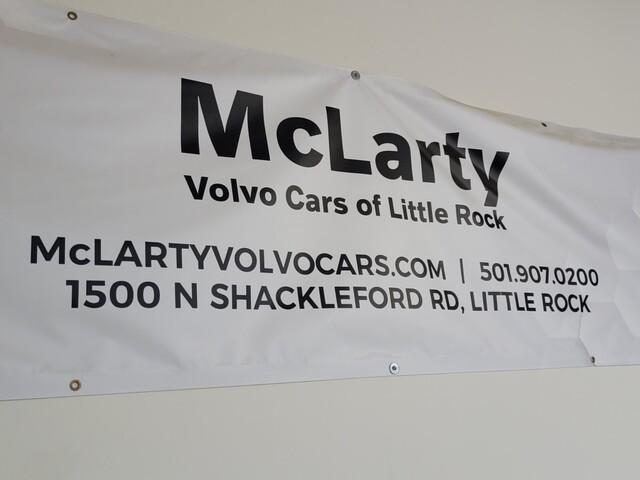 McLarty
Volvo Cars of Little Rock
McLARTYVOLVOCARS.COM | 501.907.0200
1500 N SHACKLEFORD RD, LITTLE ROCK